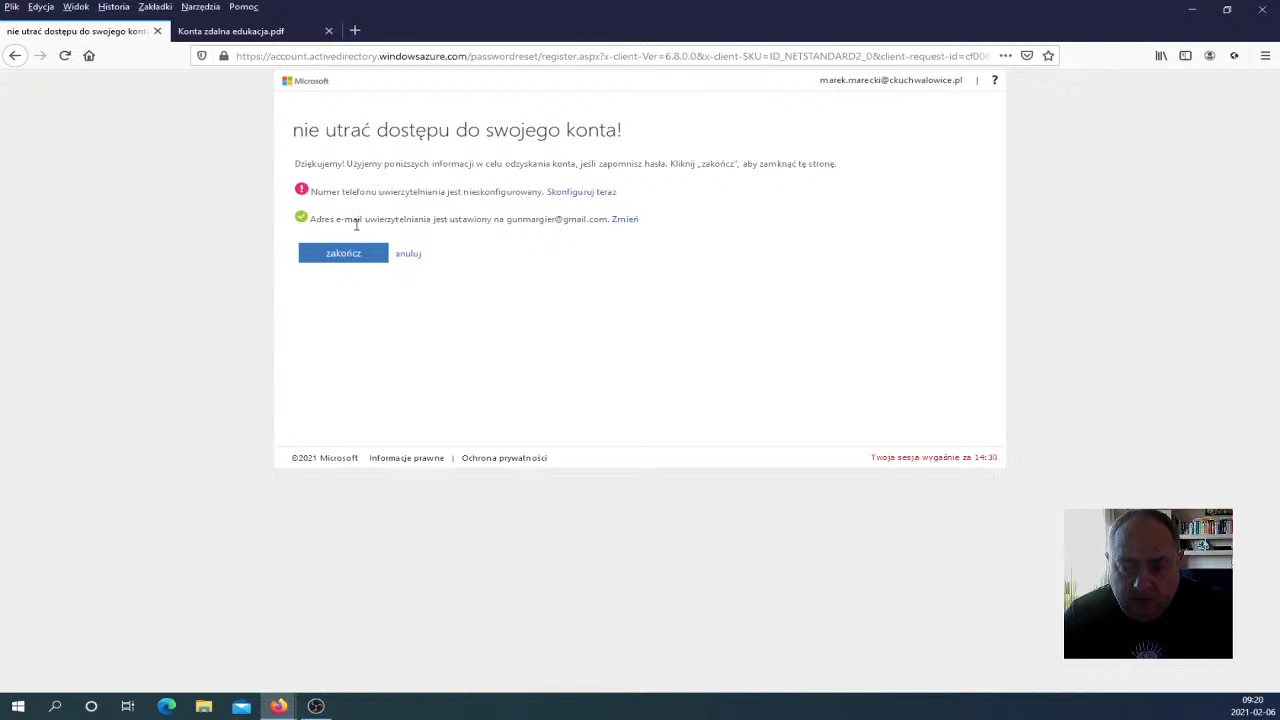 Plik Edycja Widok Historia Zakładki Narzędzia Pomoc
nie utrać dostępu do swojego kont
Konta zdalna edukacja.pdf
https://account.activedirectory.windowsazure.com/passwordreset/register.aspx?x-client-Ver=6.8.0.0&x-client-SKU=ID_NETSTANDARD2_0&client-request-id=cf006
Microsoft
marek.marecki@ckuchwalowice.pl | ?
nie utrać dostępu do swojego konta!
Dziękujemy! Użyjemy poniższych informacji w celu odzyskania konta, jeśli zapomnisz hasła. Kliknij „zakończ”, aby zamknąć tę stronę.
Numer telefonu uwierzytelniania jest nieskonfigurowany. Skonfiguruj teraz
Adres e-mail uwierzytelniania jest ustawiony na gunmargier@gmail.com. Zmień
zakończ anuluj
©2021 Microsoft Informacje prawne | Ochrona prywatności
Twoja sesja wygaśnie za 14:30
09:20
2021-02-06